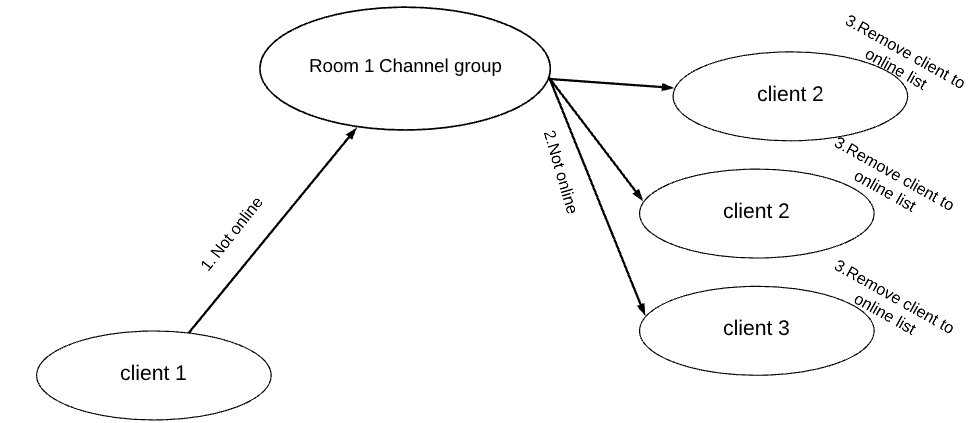 Room 1 Channel group
3.Remove client to
online list
client 2
2.Not online
3.Remove client to
online list
client 2
1. Not online
3.Remove client to
online list
client 3
client 1